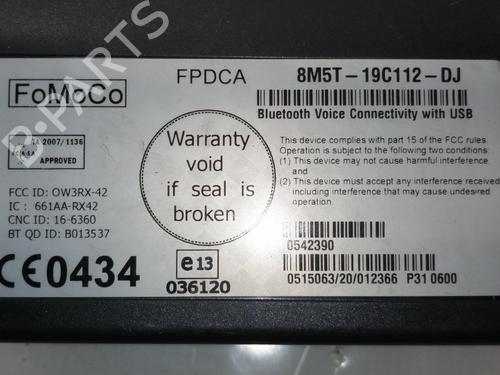 FoMoCo
FPDCA
8M5T-19C112-DJ
Bluetooth Voice Connectivity with USB
TA 2007/1136
APPROVED
Warranty
void
if seal is
broken
This device complies with part 15 of the FCC rules.
Operation is subject to the following two conditions
(1) This device may not cause harmful interference
and
(2) This device must accept any interference received
including interference that may cause undesired
operation.
FCC ID: OW3RX-42
IC : 661AA-RX42
CNC ID: 16-6360
BT QD ID: B013537
CE0434
e13
036120
0542390
0515063/20/012366 P31 0600
B-PARTS